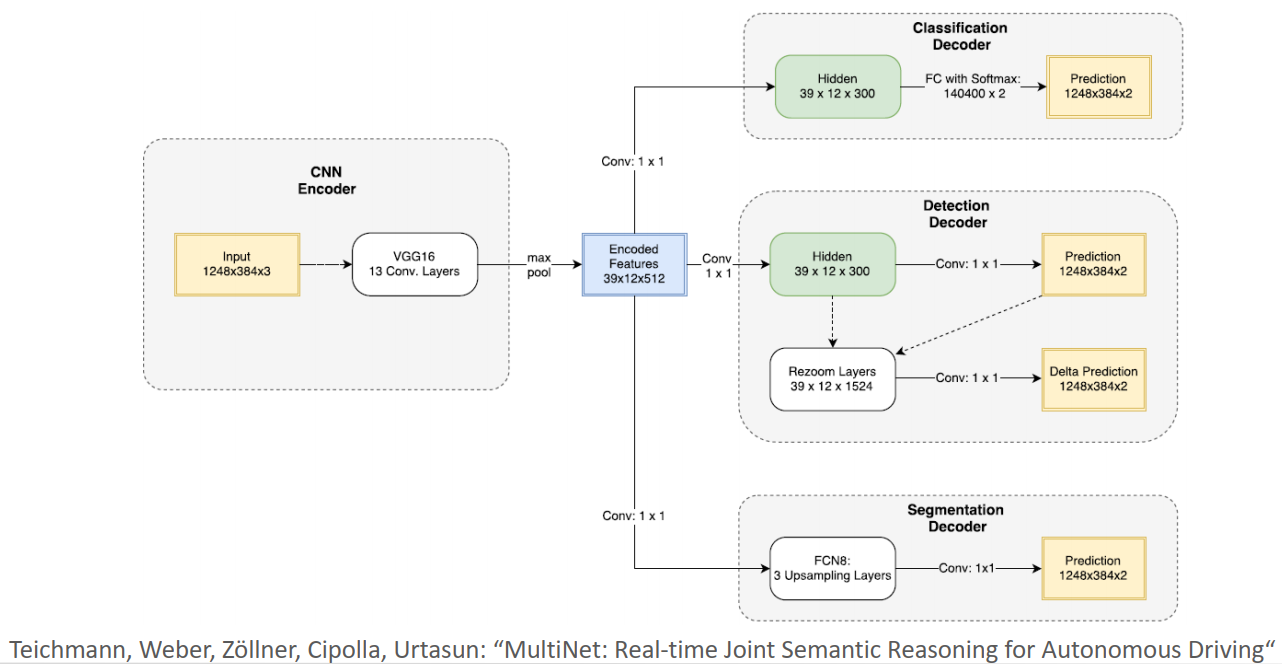 CNN
Encoder
Input
1248x384x3
VGG16
13 Conv. Layers
max
pool
Encoded
Features
39x12x512
Conv: 1 x 1
Classification
Decoder
Hidden
39 x 12 x 300
FC with Softmax:
140400 x 2
Prediction
1248x384x2
Conv
1 x 1
Detection
Decoder
Hidden
39 x 12 x 300
Conv: 1 x 1
Prediction
1248x384x2
Rezoom Layers
39 x 12 x 1524
Conv: 1 x 1
Delta Prediction
1248x384x2
Conv: 1 x 1
Segmentation
Decoder
FCN8:
3 Upsampling Layers
Conv: 1x1
Prediction
1248x384x2
Teichmann, Weber, Zöllner, Cipolla, Urtasun: “MultiNet: Real-time Joint Semantic Reasoning for Autonomous Driving“